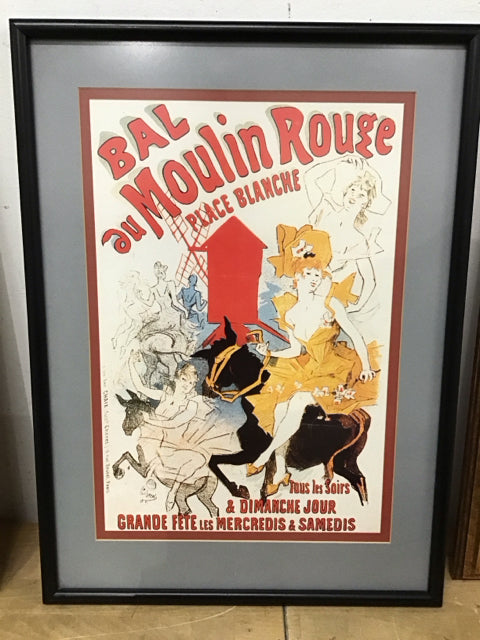 BAL
au Moulin Rouge
PLACE BLANCHE
Tous les Soirs
& DIMANCHE JOUR
GRANDE FÊTE LES MERCREDIS & SAMEDIS